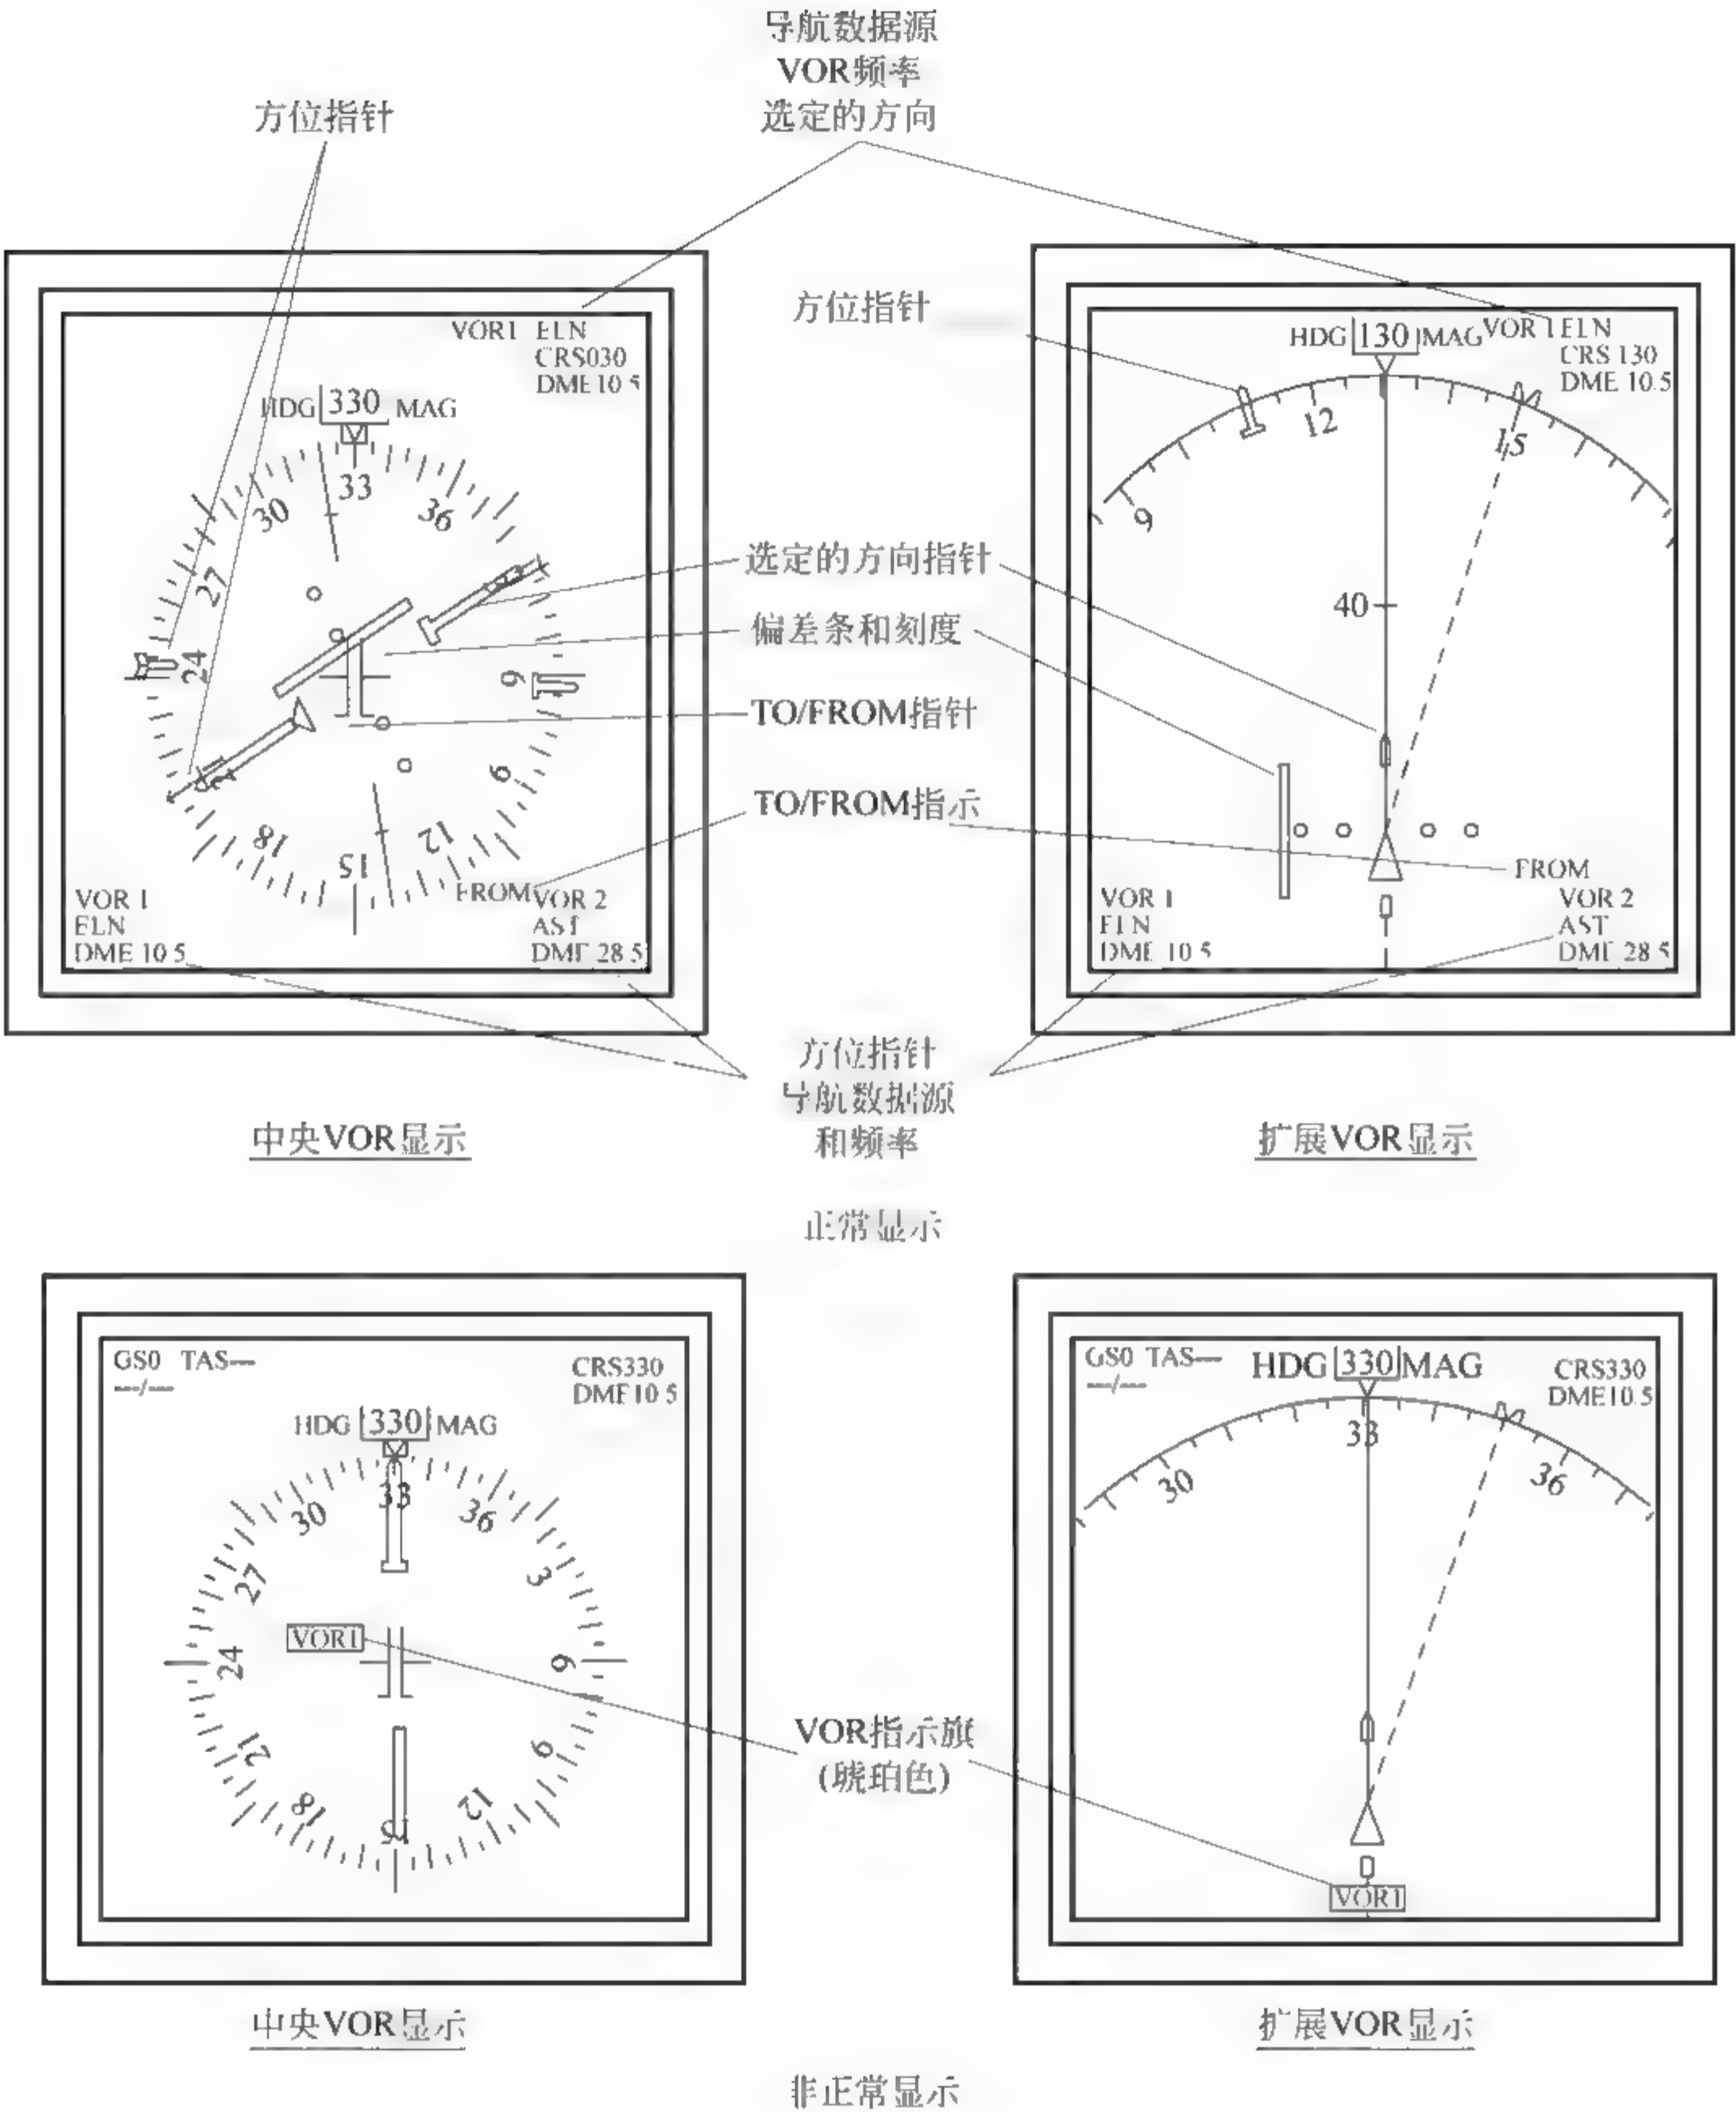 导航数据源
VOR频率
选定的方向
方位指针
VOR1 ELN
CRS030
DME 10 5
HDG 330 MAG
33
36
30
27
24
9
6
12
15
18
FROM
VOR 1
ELN
DME 10 5
VOR 2
AST
DME 28 5
方位指针
选定的方向指针
偏差条和刻度
TO/FROM指针
TO/FROM指示
HDG 130 MAG
VOR 1 ELN
CRS 130
DME 10.5
9
12
15
40
FROM
VOR 1
ELN
DME 10 5
VOR 2
AST
DME 28 5
方位指针
导航数据源
和频率
中央VOR显示
扩展VOR显示
正常显示
GS0 TAS---
---/---
CRS330
DME10 5
HDG 330 MAG
33
36
30
3
27
24
6
21
9
18
12
15
VOR1
VOR指示旗
(琥珀色)
GS0 TAS---
---/---
HDG 330 MAG
CRS330
DME10.5
33
30
36
VOR1
中央VOR显示
扩展VOR显示
非正常显示